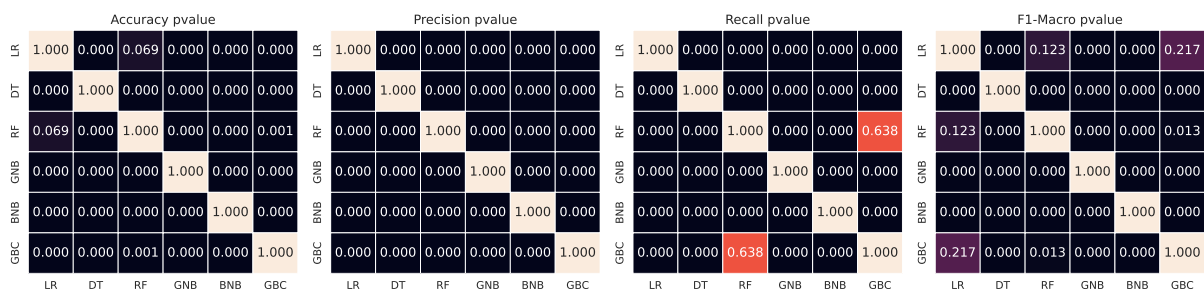 Accuracy pvalue
LR 1.000 0.000 0.069 0.000 0.000 0.000
DT 0.000 1.000 0.000 0.000 0.000 0.000
RF 0.069 0.000 1.000 0.000 0.000 0.001
GNB 0.000 0.000 0.000 1.000 0.000 0.000
BNB 0.000 0.000 0.000 0.000 1.000 0.000
GBC 0.000 0.000 0.001 0.000 0.000 1.000
LR DT RF GNB BNB GBC
Precision pvalue
LR 1.000 0.000 0.000 0.000 0.000 0.000
DT 0.000 1.000 0.000 0.000 0.000 0.000
RF 0.000 0.000 1.000 0.000 0.000 0.000
GNB 0.000 0.000 0.000 1.000 0.000 0.000
BNB 0.000 0.000 0.000 0.000 1.000 0.000
GBC 0.000 0.000 0.000 0.000 0.000 1.000
LR DT RF GNB BNB GBC
Recall pvalue
LR 1.000 0.000 0.000 0.000 0.000 0.000
DT 0.000 1.000 0.000 0.000 0.000 0.000
RF 0.000 0.000 1.000 0.000 0.000 0.638
GNB 0.000 0.000 0.000 1.000 0.000 0.000
BNB 0.000 0.000 0.000 0.000 1.000 0.000
GBC 0.000 0.000 0.638 0.000 0.000 1.000
LR DT RF GNB BNB GBC
F1-Macro pvalue
LR 1.000 0.000 0.123 0.000 0.000 0.217
DT 0.000 1.000 0.000 0.000 0.000 0.000
RF 0.123 0.000 1.000 0.000 0.000 0.013
GNB 0.000 0.000 0.000 1.000 0.000 0.000
BNB 0.000 0.000 0.000 0.000 1.000 0.000
GBC 0.217 0.000 0.013 0.000 0.000 1.000
LR DT RF GNB BNB GBC